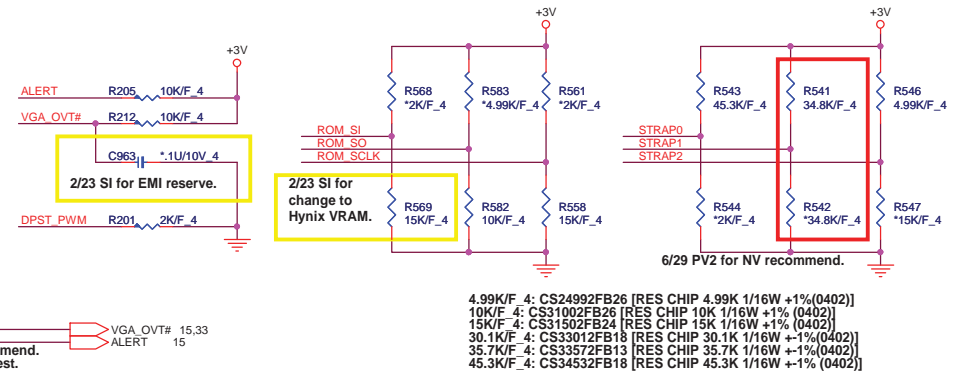 +3V
ALERT
R205 10K/F_4
VGA_OVT#
R212 10K/F_4
C963 *.1U/10V_4
2/23 SI for EMI reserve.
DPST_PWM
R201 2K/F_4
+3V
R568
*2K/F_4
R583
*4.99K/F_4
R561
*2K/F_4
ROM_SI
ROM_SO
ROM_SCLK
2/23 SI for
change to
Hynix VRAM.
R569
15K/F_4
R582
10K/F_4
R558
15K/F_4
+3V
R543
45.3K/F_4
R541
34.8K/F_4
R546
4.99K/F_4
STRAP0
STRAP1
STRAP2
R544
*2K/F_4
R542
*34.8K/F_4
R547
*15K/F_4
6/29 PV2 for NV recommend.
4.99K/F_4: CS24992FB26 [RES CHIP 4.99K 1/16W +1%(0402)]
10K/F_4: CS31002FB26 [RES CHIP 10K 1/16W +1% (0402)]
15K/F_4: CS31502FB24 [RES CHIP 15K 1/16W +1% (0402)]
30.1K/F_4: CS33012FB18 [RES CHIP 30.1K 1/16W +-1%(0402)]
35.7K/F_4: CS33572FB13 [RES CHIP 35.7K 1/16W +-1%(0402)]
45.3K/F_4: CS34532FB18 [RES CHIP 45.3K 1/16W +-1% (0402)]
VGA_OVT# 15,33
ALERT 15
mend.
est.